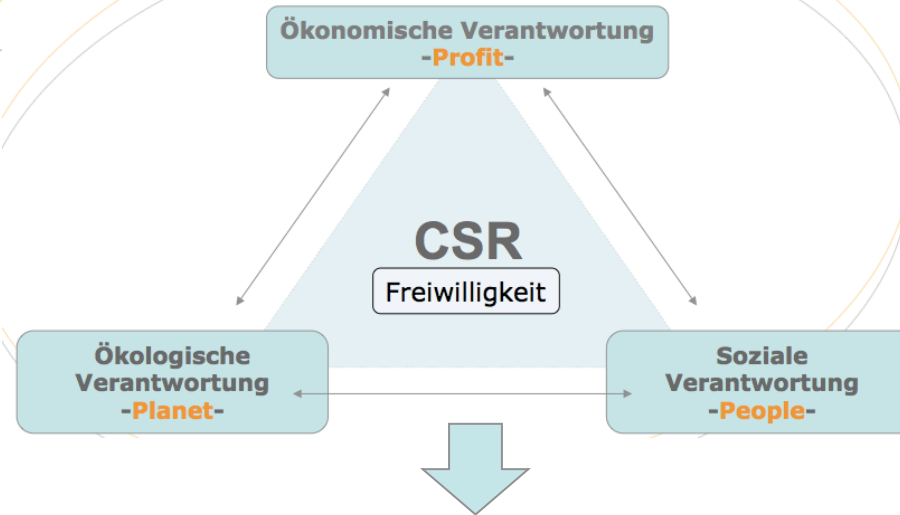 Ökonomische Verantwortung
-Profit-
CSR
Freiwilligkeit
Ökologische
Verantwortung
-Planet-
Soziale
Verantwortung
-People-